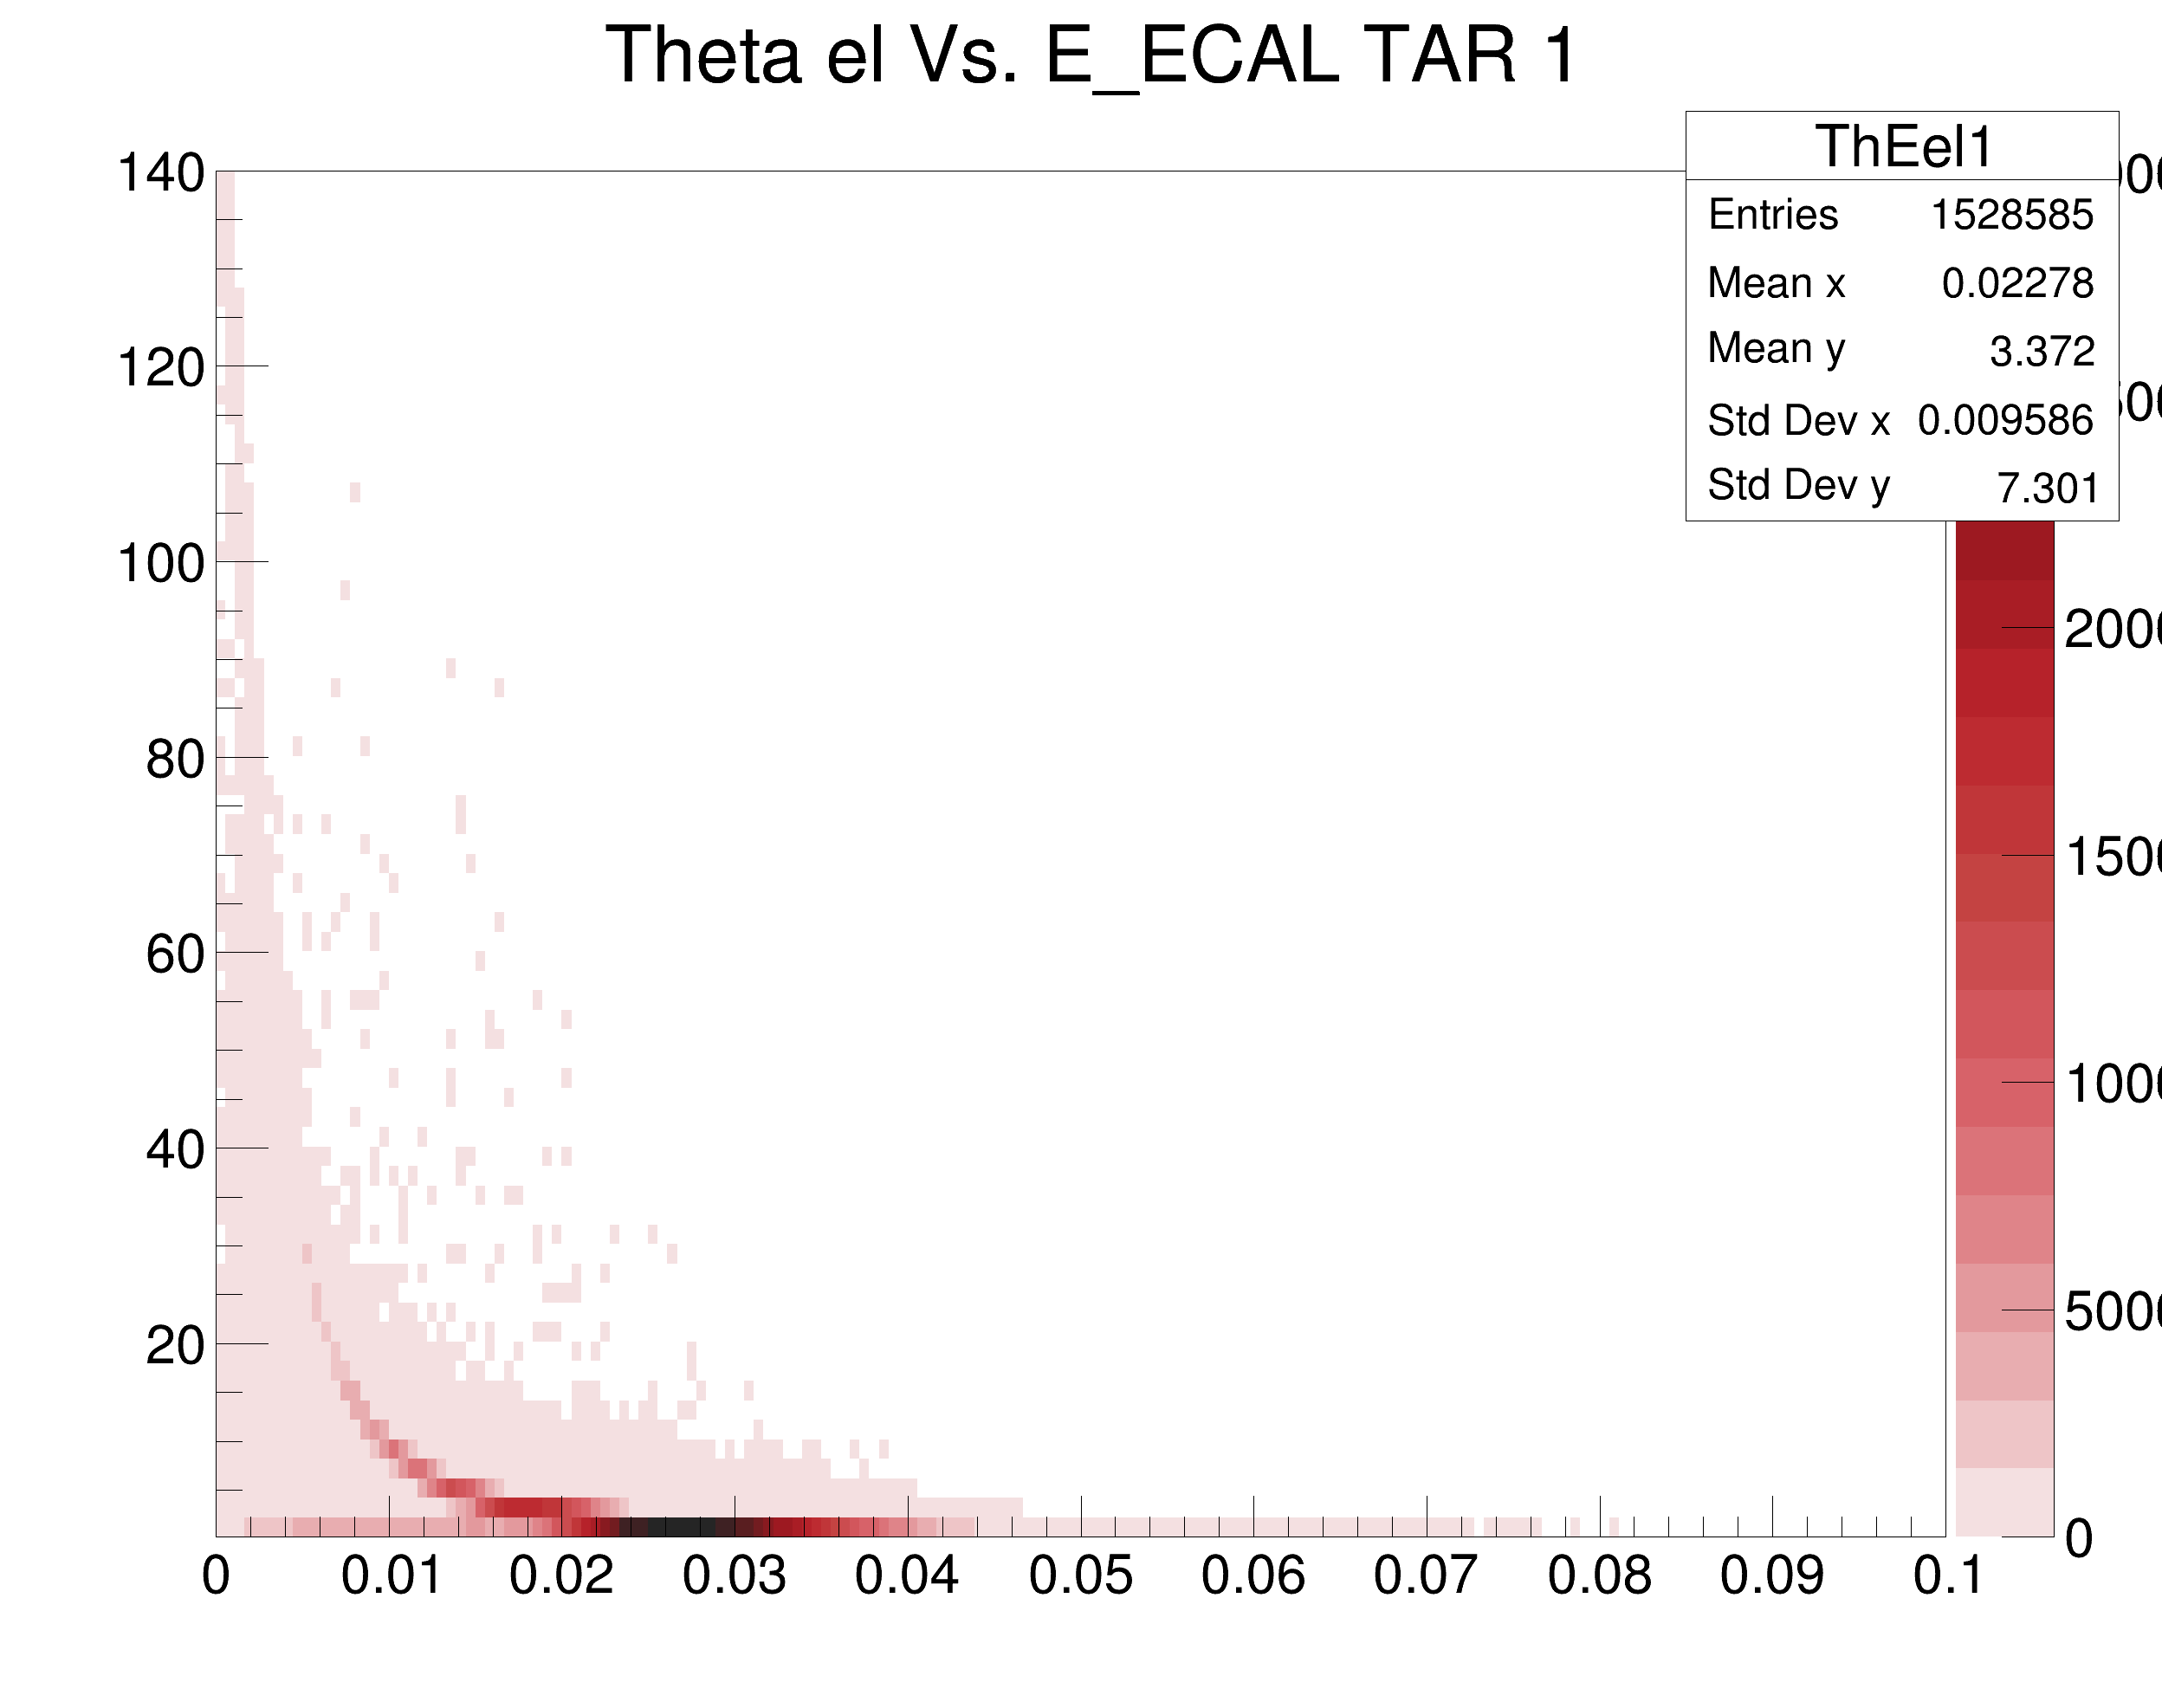 Theta el Vs. E_ECAL TAR 1
ThEel1
Entries 1528585
Mean x 0.02278
Mean y 3.372
Std Dev x 0.009586
Std Dev y 7.301
140
120
100
80
60
40
20
0 0.01 0.02 0.03 0.04 0.05 0.06 0.07 0.08 0.09 0.1
0